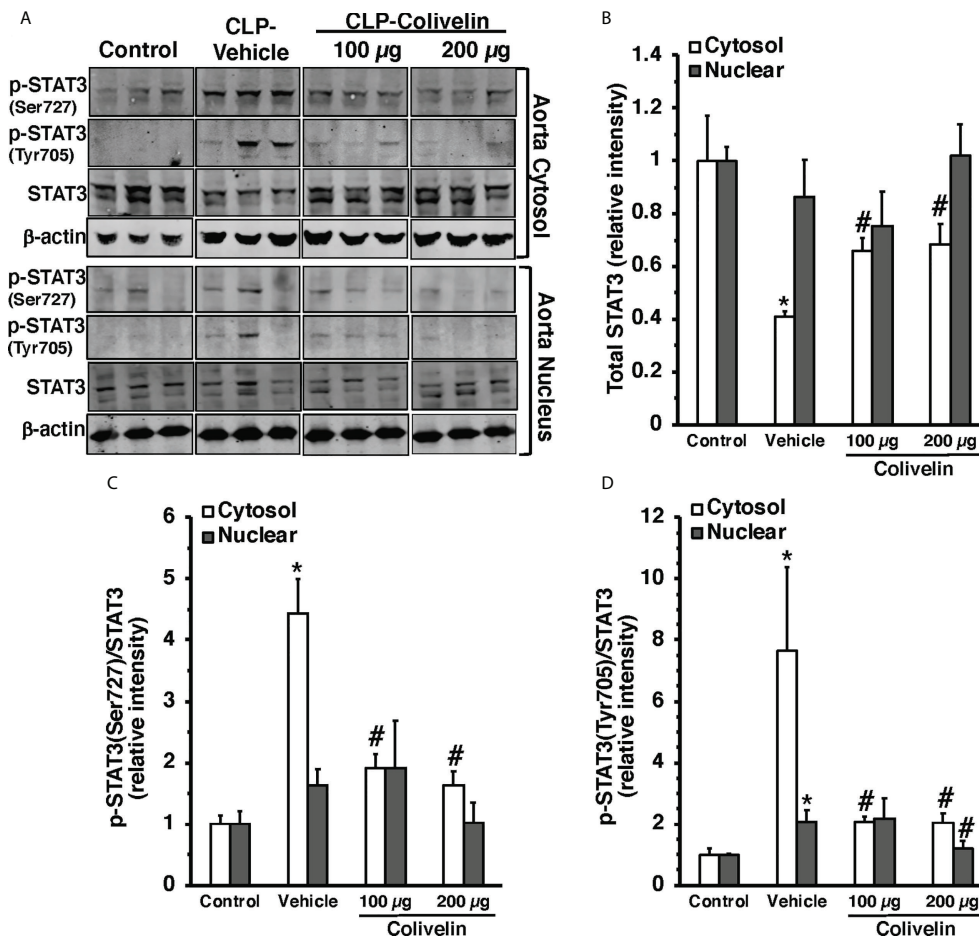 A
Control
CLP-
Vehicle
CLP-Colivelin
100 µg
200 µg
p-STAT3
(Ser727)
p-STAT3
(Tyr705)
STAT3
β-actin
Aorta Cytosol
p-STAT3
(Ser727)
p-STAT3
(Tyr705)
STAT3
β-actin
Aorta Nucleus
B
Total STAT3 (relative intensity)
1.4
1.2
1
0.8
0.6
0.4
0.2
0
Cytosol
Nuclear
*
#
#
Control
Vehicle
100 µg
200 µg
Colivelin
C
p-STAT3(Ser727)/STAT3
(relative intensity)
6
5
4
3
2
1
0
Cytosol
Nuclear
*
#
#
Control
Vehicle
100 µg
200 µg
Colivelin
D
p-STAT3(Tyr705)/STAT3
(relative intensity)
12
10
8
6
4
2
0
Cytosol
Nuclear
*
*
#
#
#
Control
Vehicle
100 µg
200 µg
Colivelin